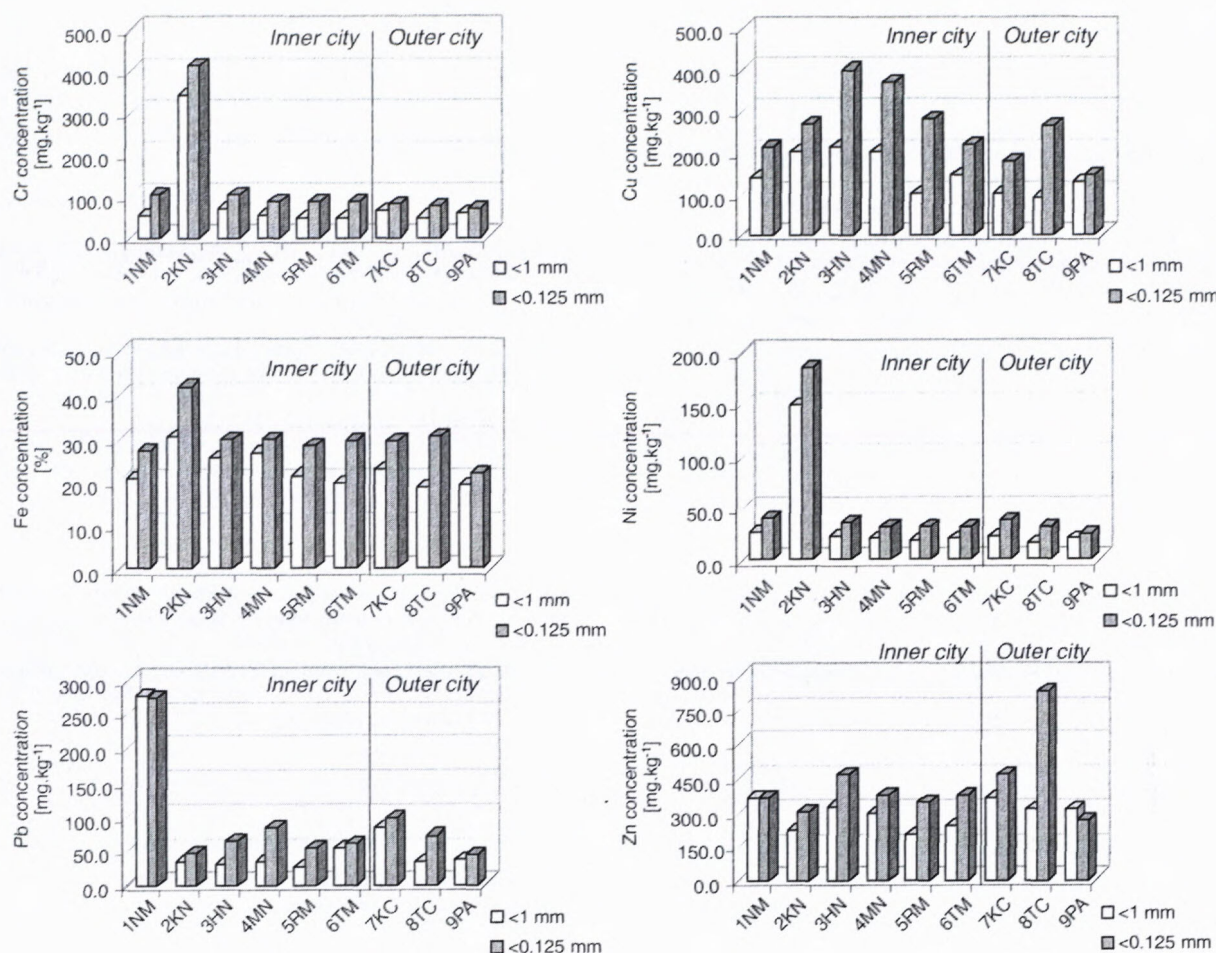 Cr concentration
[mg.kg-1]
500.0
400.0
300.0
200.0
100.0
0.0
Inner city
Outer city
1NM
2KN
3HN
4MN
5RM
6TM
7KC
8TC
9PA
<1 mm
<0.125 mm
Cu concentration
[mg.kg-1]
500.0
400.0
300.0
200.0
100.0
0.0
Inner city
Outer city
1NM
2KN
3HN
4MN
5RM
6TM
7KC
8TC
9PA
<1 mm
<0.125 mm
Fe concentration
[%]
50.0
40.0
30.0
20.0
10.0
0.0
Inner city
Outer city
1NM
2KN
3HN
4MN
5RM
6TM
7KC
8TC
9PA
<1 mm
<0.125 mm
Ni concentration
[mg.kg-1]
200.0
150.0
100.0
50.0
0.0
Inner city
Outer city
1NM
2KN
3HN
4MN
5RM
6TM
7KC
8TC
9PA
<1 mm
<0.125 mm
Pb concentration
[mg.kg-1]
300.0
250.0
200.0
150.0
100.0
50.0
0.0
Inner city
Outer city
1NM
2KN
3HN
4MN
5RM
6TM
7KC
8TC
9PA
<1 mm
<0.125 mm
Zn concentration
[mg.kg-1]
900.0
750.0
600.0
450.0
300.0
150.0
0.0
Inner city
Outer city
1NM
2KN
3HN
4MN
5RM
6TM
7KC
8TC
9PA
<1 mm
<0.125 mm